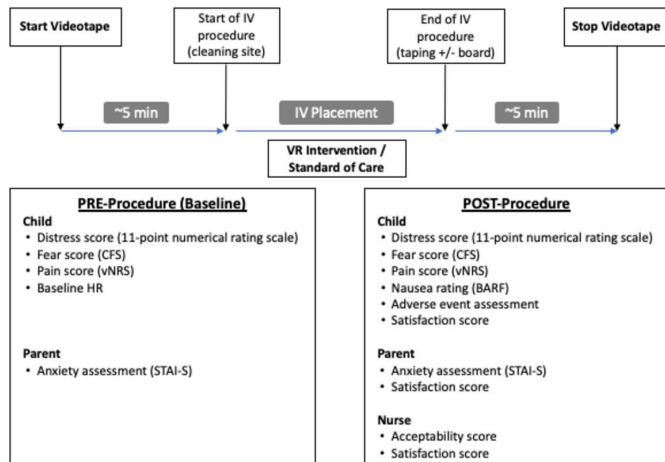 Start Videotape
Start of IV
procedure
(cleaning site)
End of IV
procedure
(taping +/- board)
Stop Videotape
~5 min
IV Placement
~5 min
VR Intervention /
Standard of Care
PRE-Procedure (Baseline)
Child
• Distress score (11-point numerical rating scale)
• Fear score (CFS)
• Pain score (vNRS)
• Baseline HR
Parent
• Anxiety assessment (STAI-S)
POST-Procedure
Child
• Distress score (11-point numerical rating scale)
• Fear score (CFS)
• Pain score (vNRS)
• Nausea rating (BARF)
• Adverse event assessment
• Satisfaction score
Parent
• Anxiety assessment (STAI-S)
• Satisfaction score
Nurse
• Acceptability score
• Satisfaction score